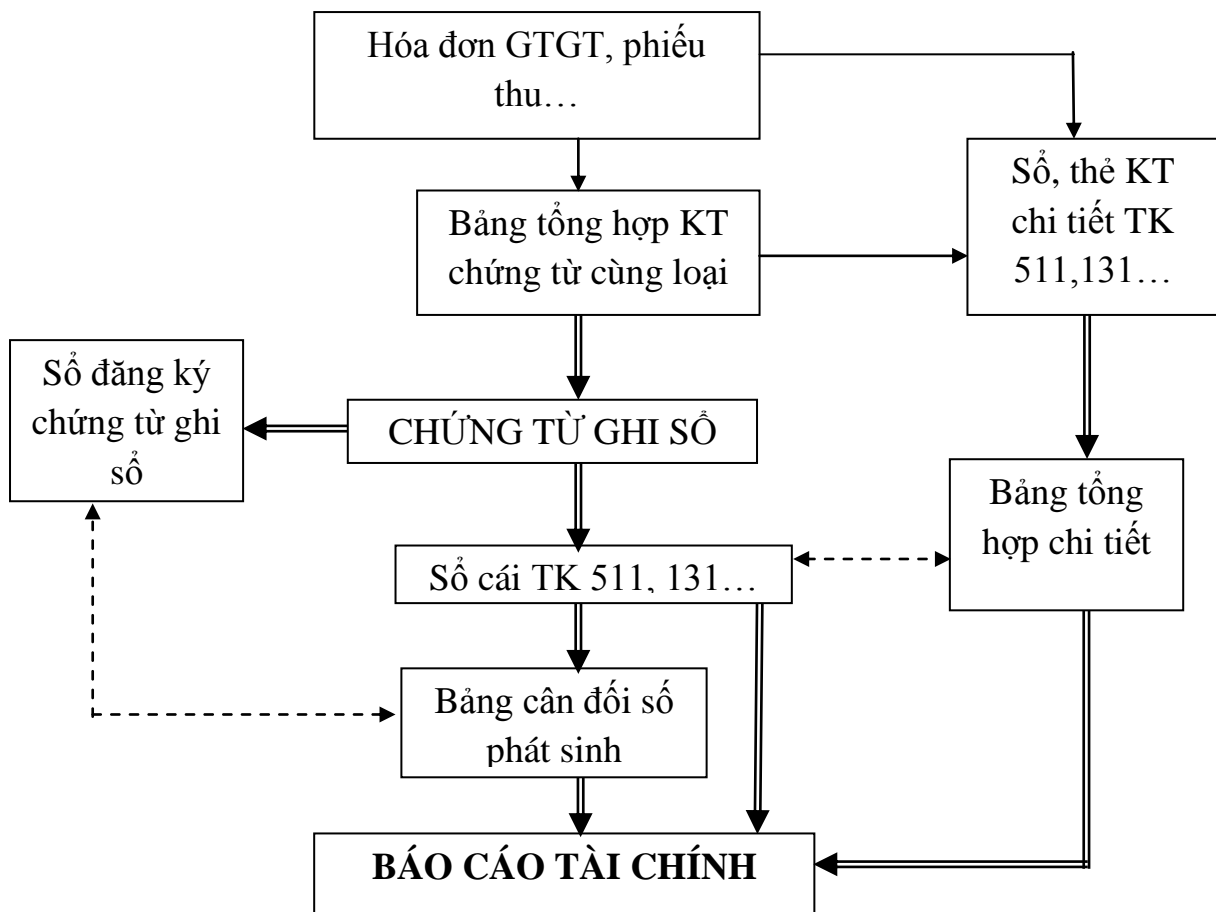 Hóa đơn GTGT, phiếu
thu…
Sổ, thẻ KT
chi tiết TK
511,131…
Bảng tổng hợp KT
chứng từ cùng loại
Sổ đăng ký
chứng từ ghi
sổ
CHỨNG TỪ GHI SỔ
Bảng tổng
hợp chi tiết
Sổ cái TK 511, 131…
Bảng cân đối số
phát sinh
BÁO CÁO TÀI CHÍNH